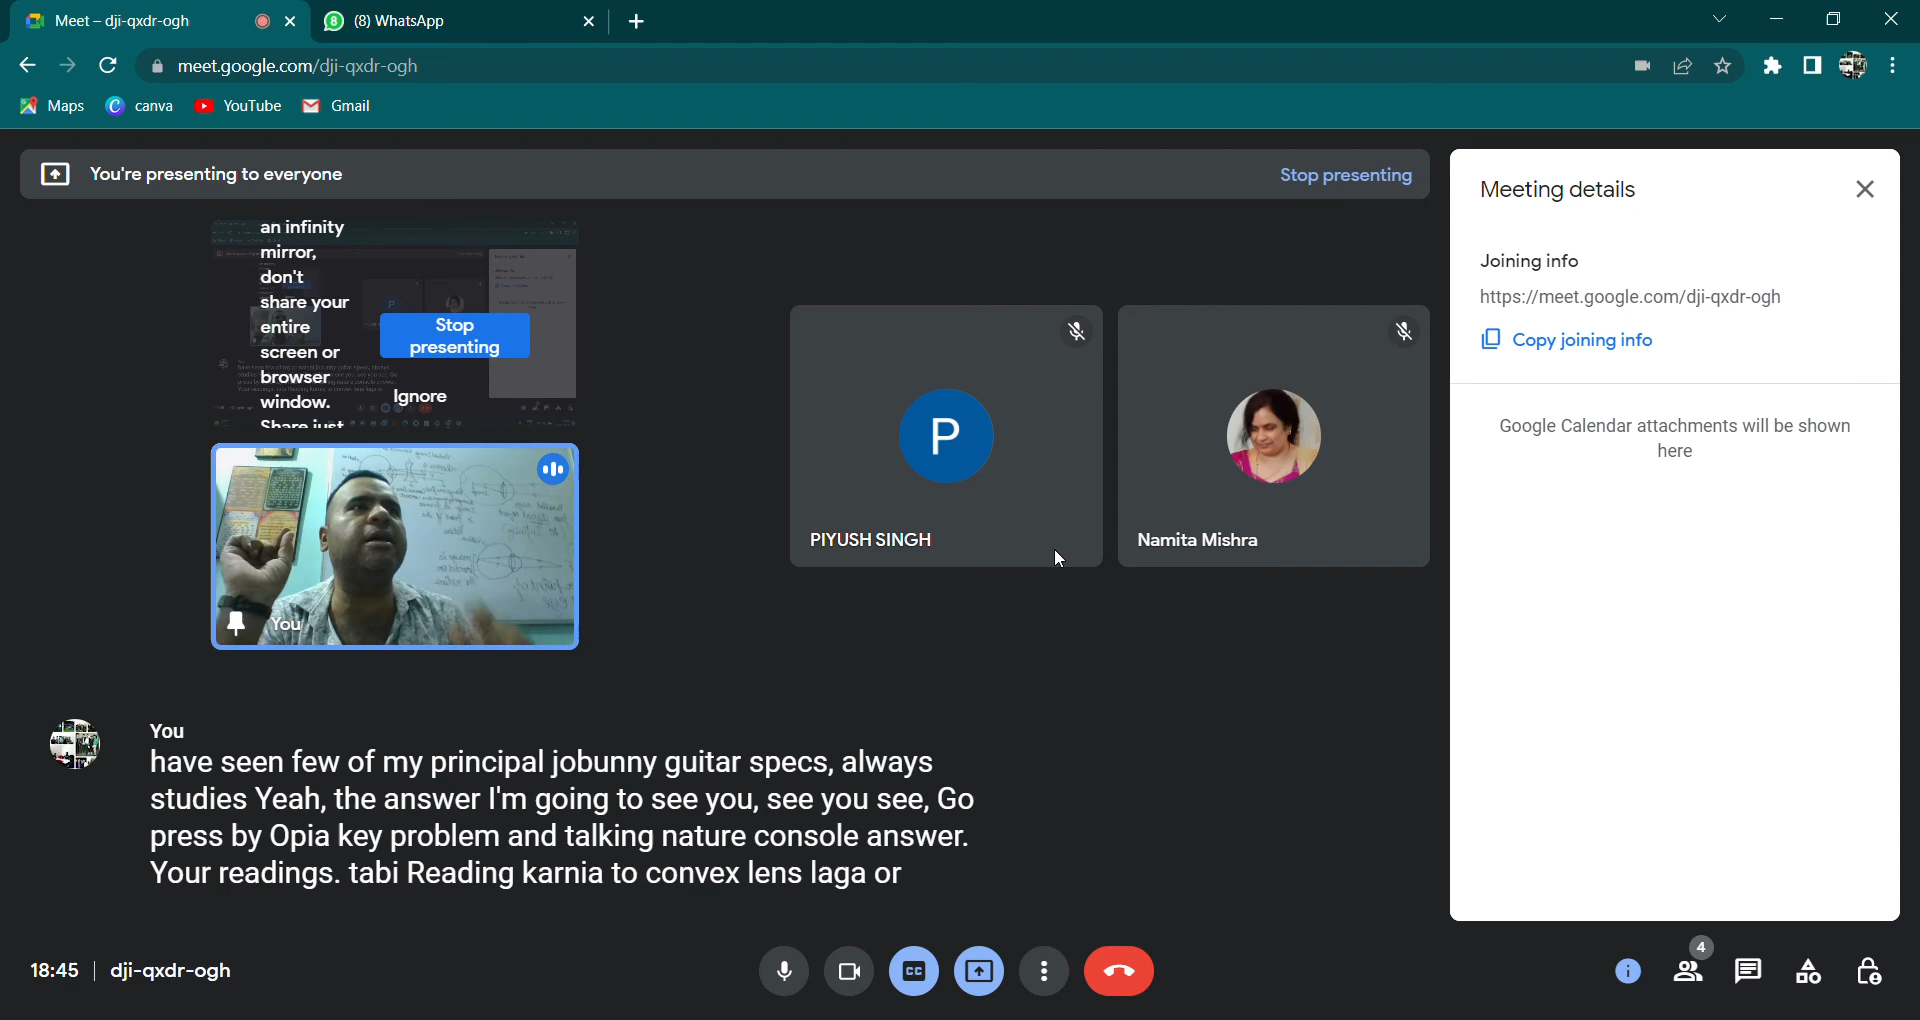 Meet – dji-qxdr-ogh
(8) WhatsApp
meet.google.com/dji-qxdr-ogh
Maps
canva
YouTube
Gmail
You're presenting to everyone
Stop presenting
an infinity
mirror,
don't
share your
entire
screen or
browser
window.
Share just
Stop
presenting
Ignore
You
P
PIYUSH SINGH
Namita Mishra
Meeting details
Joining info
https://meet.google.com/dji-qxdr-ogh
Copy joining info
Google Calendar attachments will be shown
here
You
have seen few of my principal jobunny guitar specs, always
studies Yeah, the answer I'm going to see you, see you see, Go
press by Opia key problem and talking nature console answer.
Your readings. tabi Reading karnia to convex lens laga or
18:45 | dji-qxdr-ogh
CC
4